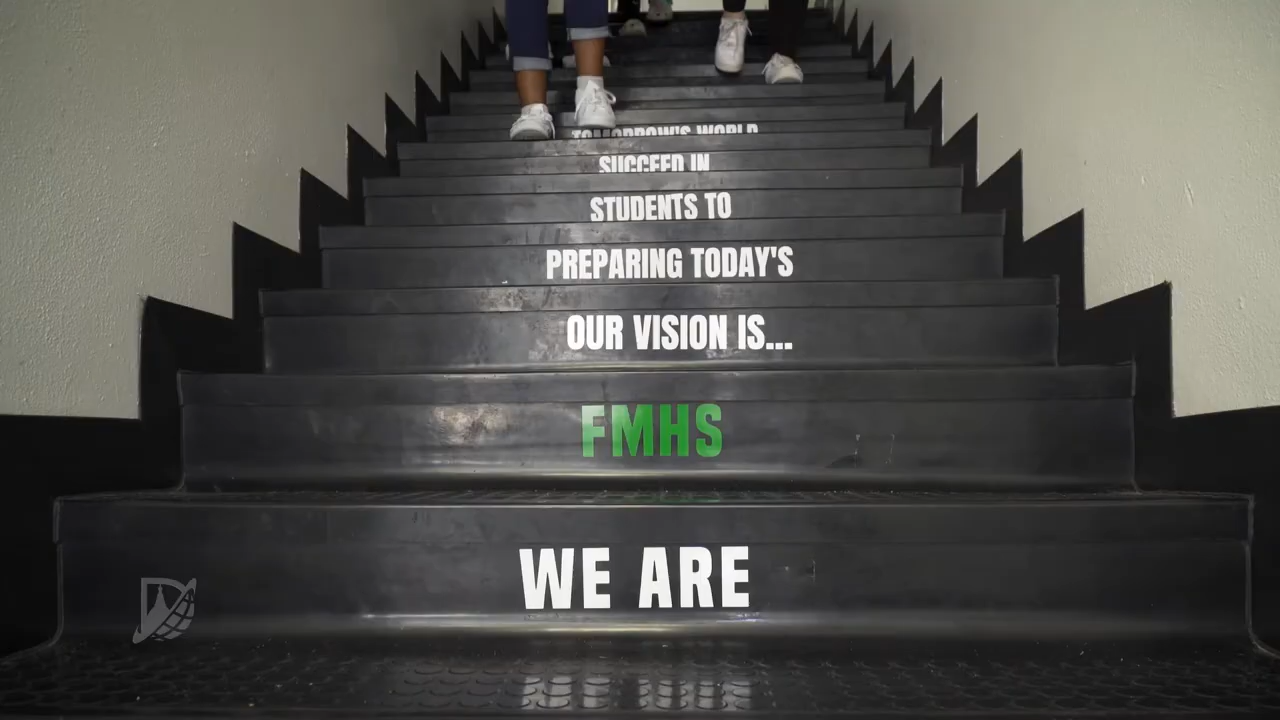 WE ARE
FMHS
OUR VISION IS...
PREPARING TODAY'S
STUDENTS TO
SUCCEED IN
TOMORROW'S WORLD